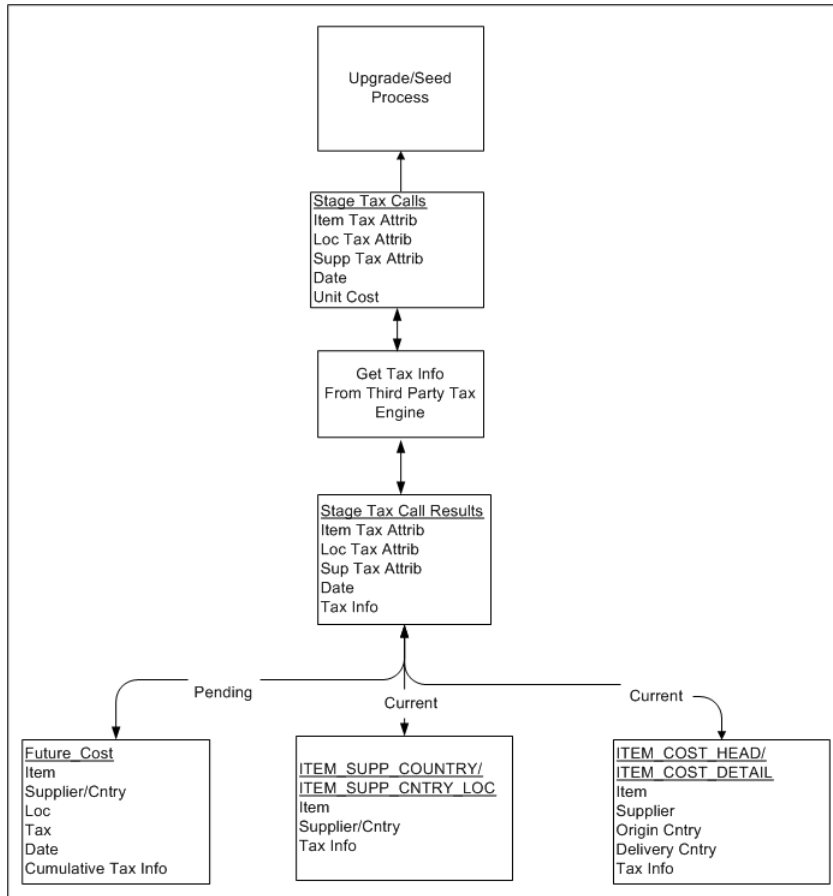 Upgrade/Seed
Process
Stage Tax Calls
Item Tax Attrib
Loc Tax Attrib
Supp Tax Attrib
Date
Unit Cost
Get Tax Info
From Third Party Tax
Engine
Stage Tax Call Results
Item Tax Attrib
Loc Tax Attrib
Sup Tax Attrib
Date
Tax Info
Pending
Current
Current
Future_Cost
Item
Supplier/Cntry
Loc
Tax
Date
Cumulative Tax Info
ITEM_SUPP_COUNTRY/
ITEM_SUPP_CNTRY_LOC
Item
Supplier/Cntry
Tax Info
ITEM_COST_HEAD/
ITEM_COST_DETAIL
Item
Supplier
Origin Cntry
Delivery Cntry
Tax Info